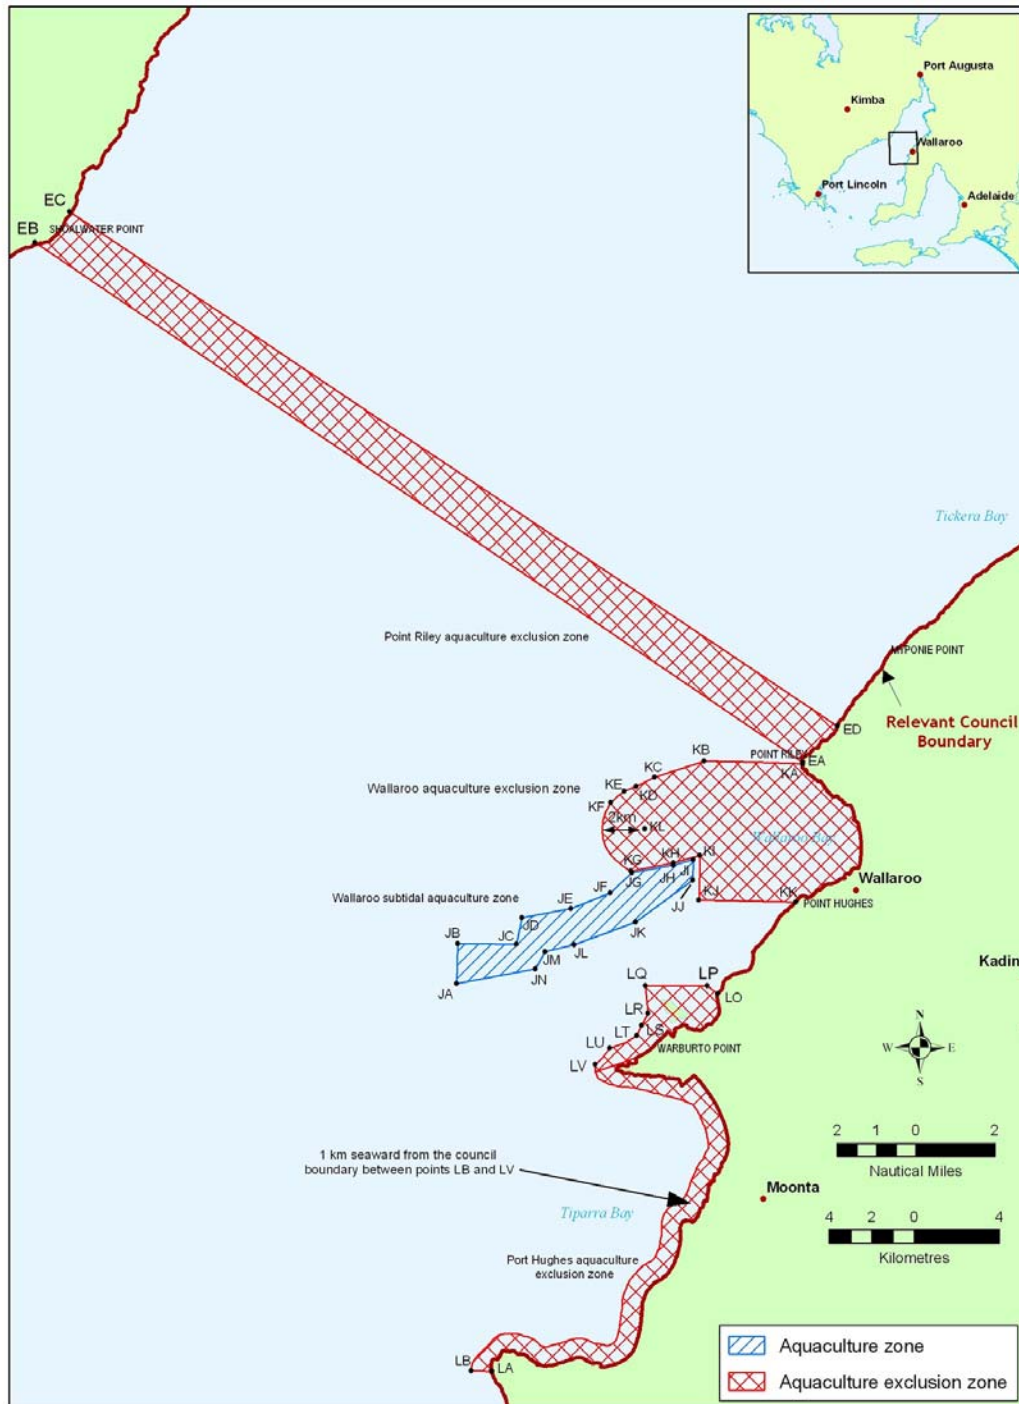 Port Augusta
Kimba
Wallaroo
Port Lincoln
Adelaide
EC
EB
SHOALWATER POINT
Tickera Bay
Point Riley aquaculture exclusion zone
MYPONIE POINT
Relevant Council
Boundary
ED
POINT RILEY
EA
KA
KB
KC
KD
KE
KF
Wallaroo aquaculture exclusion zone
2km
KL
Wallaroo Bay
KI
KH
KG
JG
JH
JI
JJ
KJ
KK
Wallaroo
POINT HUGHES
Wallaroo subtidal aquaculture zone
JF
JE
JD
JC
JB
JK
JL
JM
JN
JA
Kadin
LQ
LP
LO
LR
LS
LT
LU
LV
WARBURTO POINT
N
W
E
S
2 1 0 2
Nautical Miles
1 km seaward from the council
boundary between points LB and LV
Moonta
Tiparra Bay
4 2 0 4
Kilometres
Port Hughes aquaculture
exclusion zone
LB
LA
Aquaculture zone
Aquaculture exclusion zone